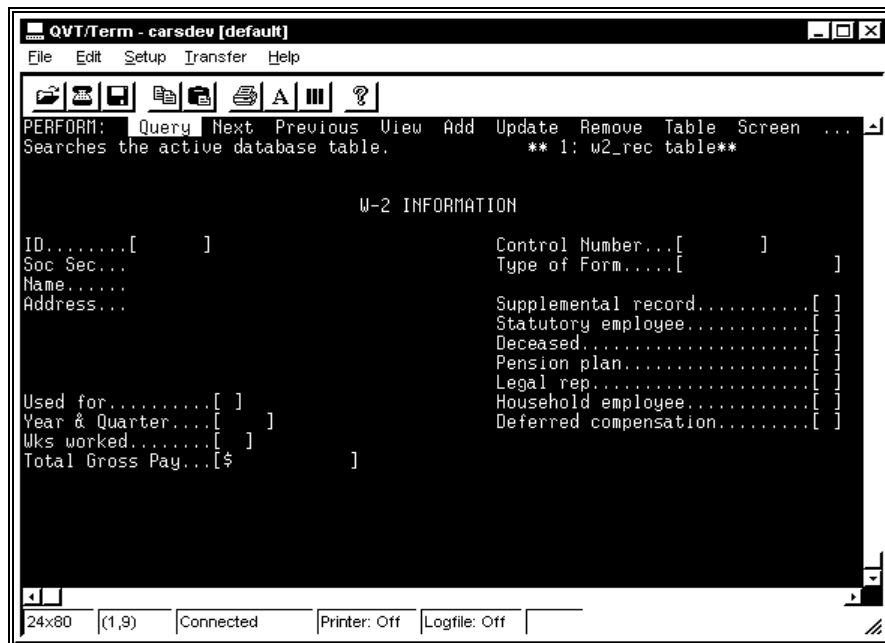 QVT/Term - carsdev [default]
File Edit Setup Transfer Help
A
PERFORM: Query Next Previous View Add Update Remove Table Screen ...
Searches the active database table. ** 1: w2_rec table**
W-2 INFORMATION
ID........[ ] Control Number...[ ]
Soc Sec... Type of Form.....[ ]
Name......
Address... Supplemental record...........[ ]
Statutory employee............[ ]
Deceased......................[ ]
Pension plan..................[ ]
Legal rep.....................[ ]
Used for..........[ ] Household employee............[ ]
Year & Quarter....[ ] Deferred compensation.........[ ]
Wks worked........[ ]
Total Gross Pay...[$ ]
24x80 (1,9) Connected Printer: Off Logfile: Off